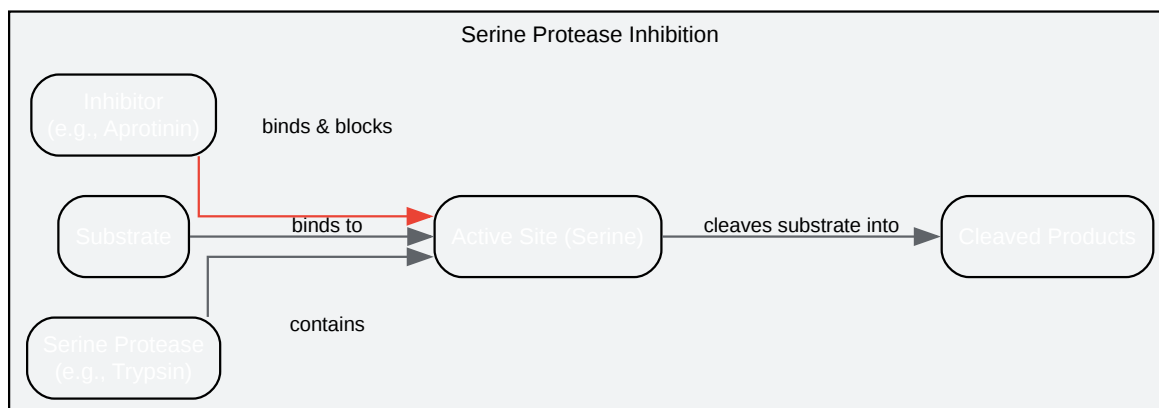 Serine Protease Inhibition
Inhibitor
(e.g., Aprotinin)
binds & blocks
Substrate
binds to
Active Site (Serine)
cleaves substrate into
Cleaved Products
contains
Serine Protease
(e.g., Trypsin)